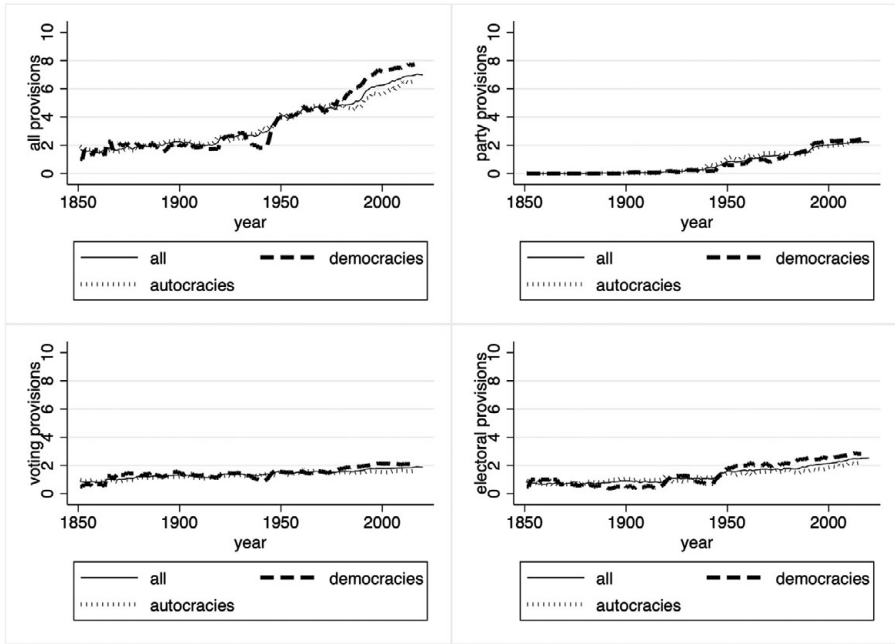 all provisions
10
8
6
4
2
0
1850 1900 1950 2000
year
all democracies
autocracies
party provisions
10
8
6
4
2
0
1850 1900 1950 2000
year
all democracies
autocracies
voting provisions
10
8
6
4
2
0
1850 1900 1950 2000
year
all democracies
autocracies
electoral provisions
10
8
6
4
2
0
1850 1900 1950 2000
year
all democracies
autocracies